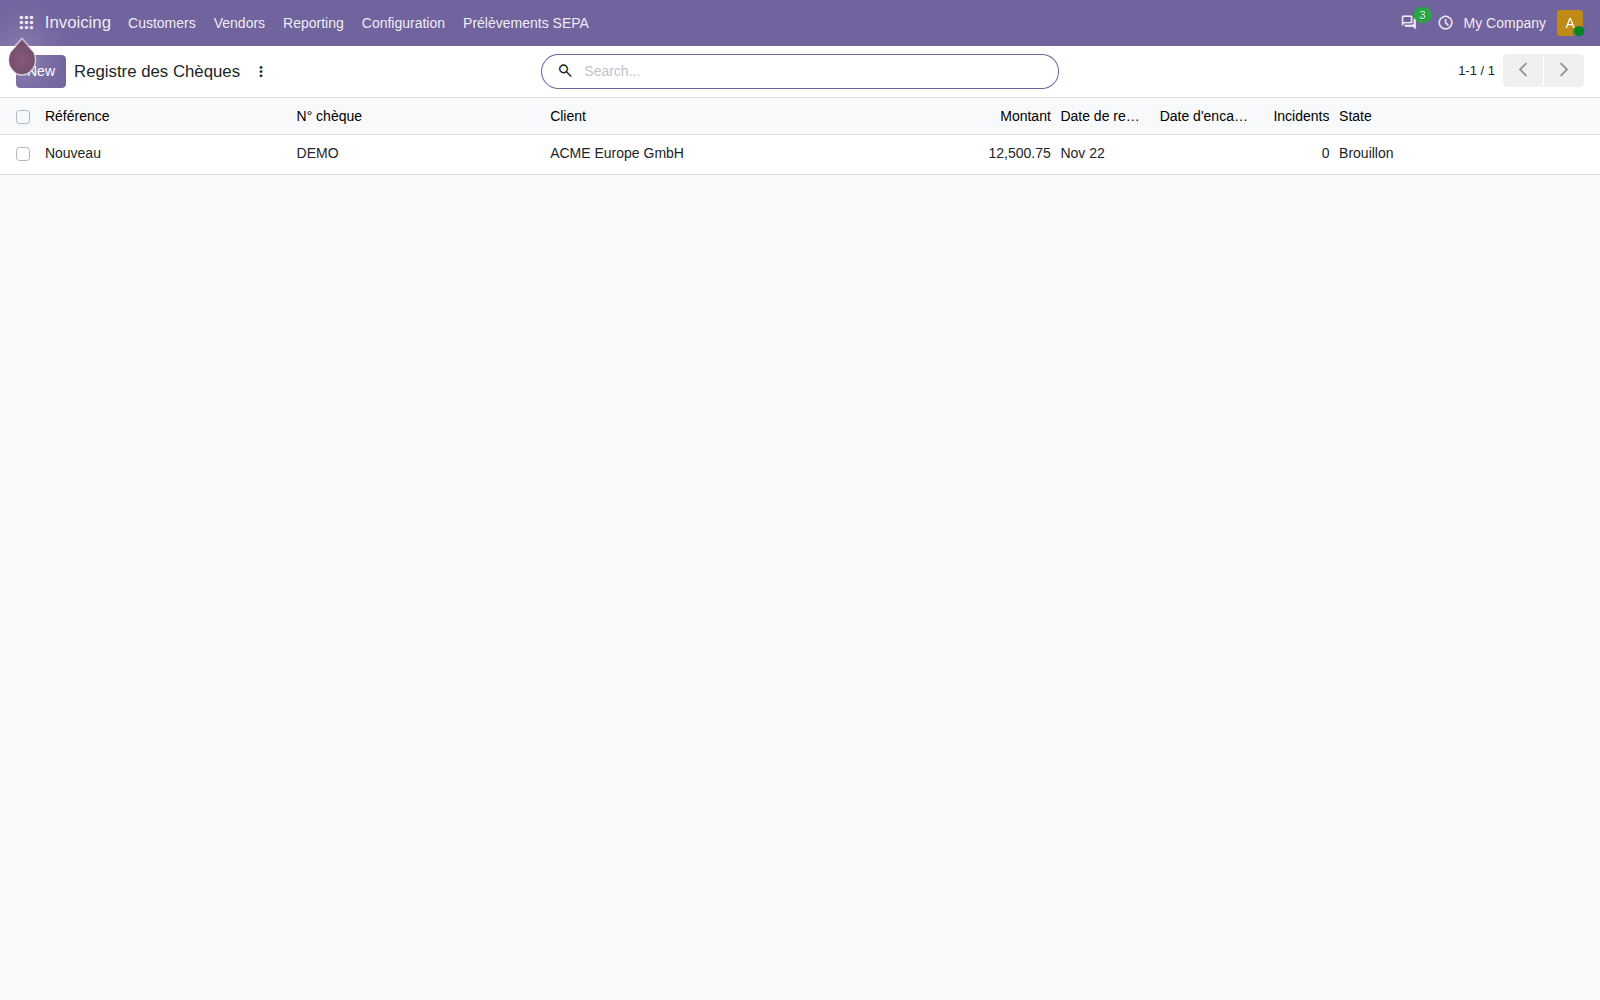 Invoicing Customers Vendors Reporting Configuration Prélèvements SEPA 3 My Company A
New Registre des Chèques Search... 1-1 / 1
Référence N° chèque Client Montant Date de re... Date d'enca... Incidents State
Nouveau DEMO ACME Europe GmbH 12,500.75 Nov 22 0 Brouillon